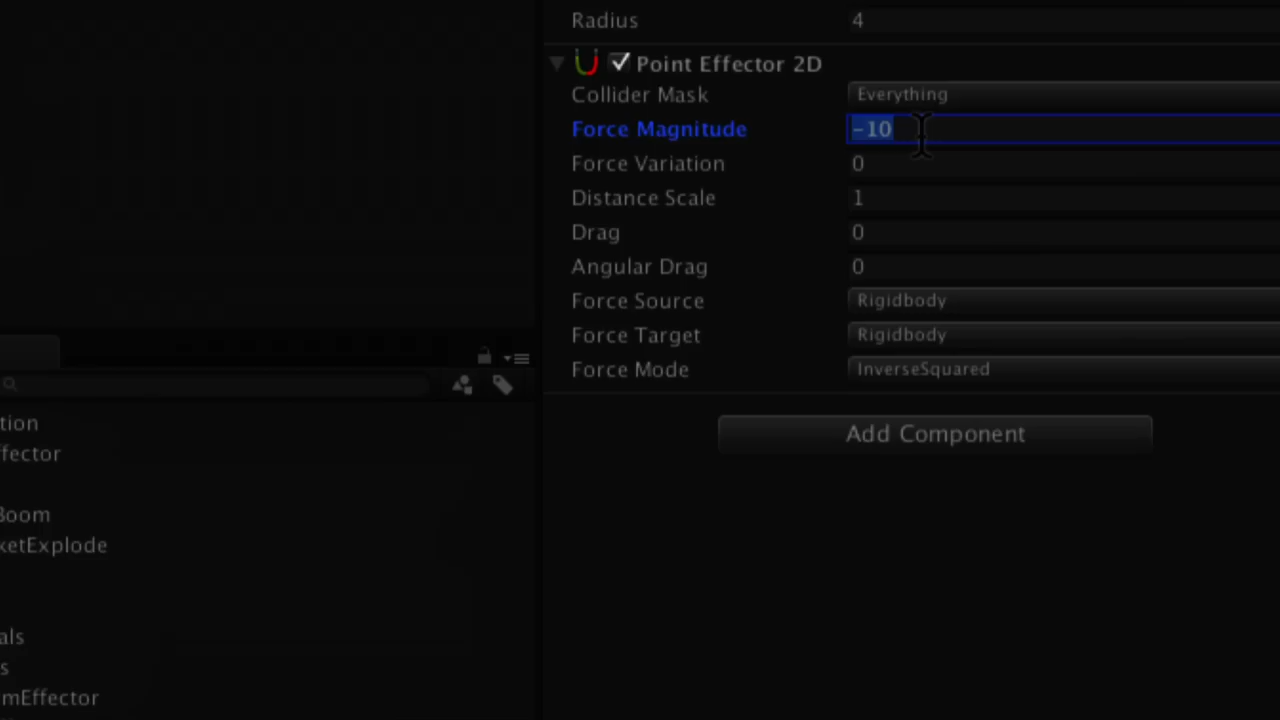 Radius 4
Point Effector 2D
Collider Mask Everything
Force Magnitude -10
Force Variation 0
Distance Scale 1
Drag 0
Angular Drag 0
Force Source Rigidbody
Force Target Rigidbody
Force Mode InverseSquared
Add Component
tion
ffector
Boom
ketExplode
als
s
mEffector